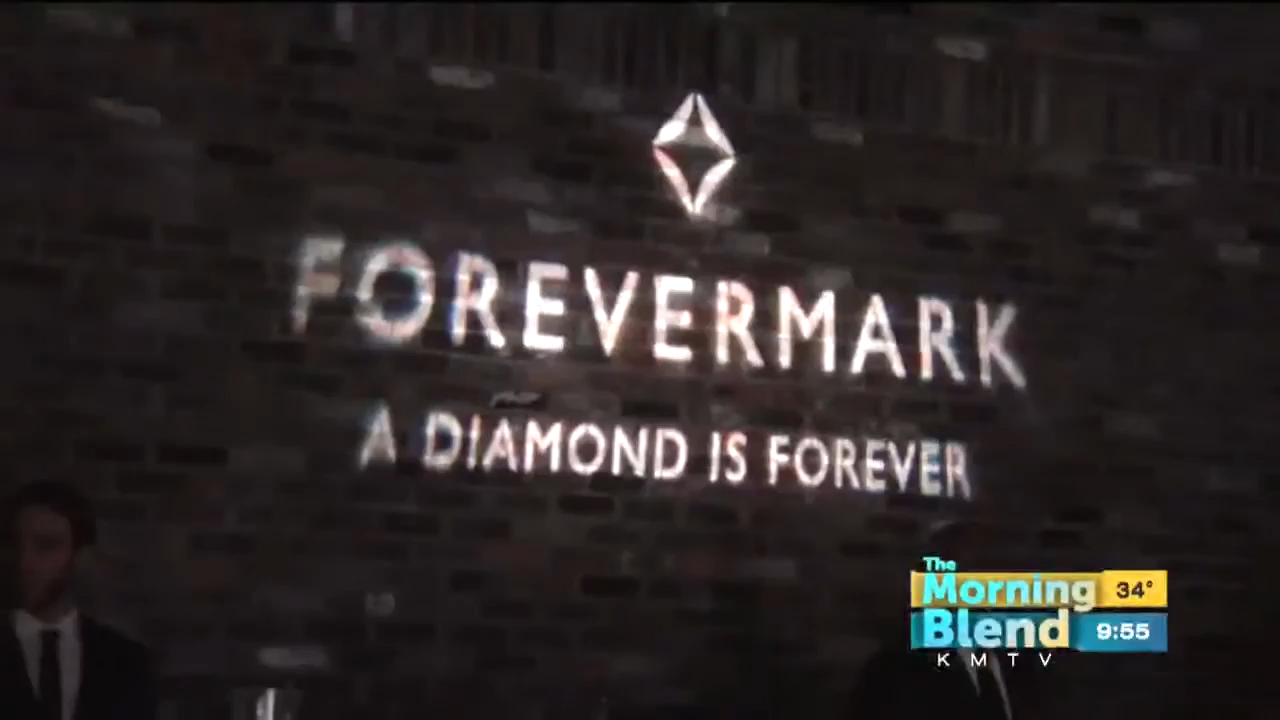 FOREVERMARK
A DIAMOND IS FOREVER
The
Morning 34°
Blend 9:55
KMTV